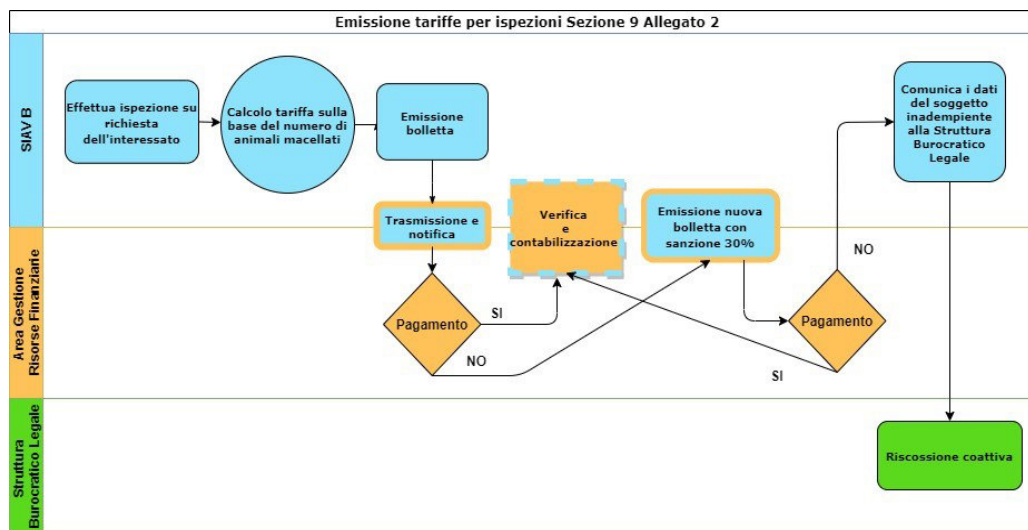 Emissione tariffe per ispezioni Sezione 9 Allegato 2
SIAV B
Effettua ispezione su
richiesta
dell'interessato
Calcolo tariffa sulla
base del numero di
animali macellati
Emissione
bolletta
Comunica i dati
del soggetto
inadempiente
alla Struttura
Burocratico
Legale
Trasmissione e
notifica
Verifica
e
contabilizzazione
Emissione nuova
bolletta con
sanzione 30%
Area Gestione
Risorse Finanziarie
Pagamento
SI
NO
Pagamento
NO
SI
Struttura
Burocratico Legale
Riscossione coattiva